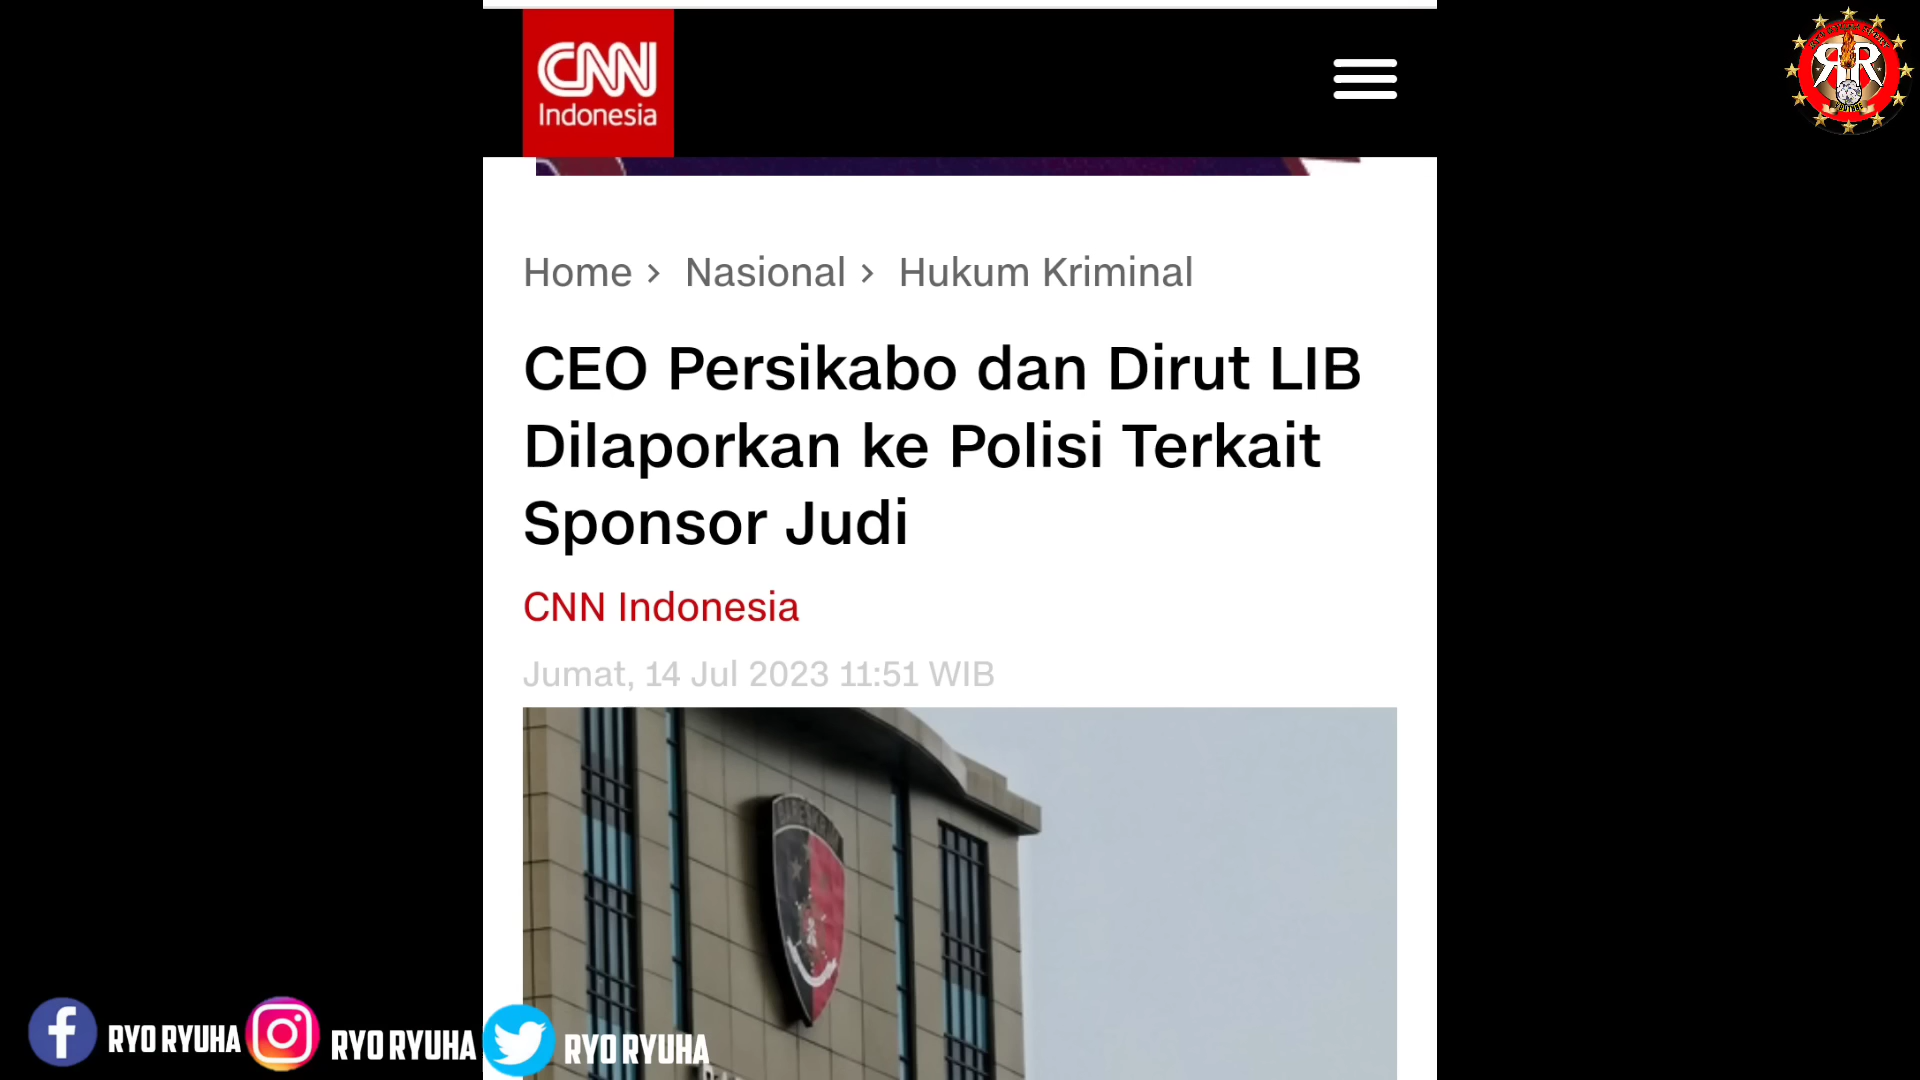 CNN
Indonesia
Home › Nasional › Hukum Kriminal
CEO Persikabo dan Dirut LIB
Dilaporkan ke Polisi Terkait
Sponsor Judi
CNN Indonesia
Jumat, 14 Jul 2023 11:51 WIB
BARESKRIM
RYO RYUHA
RYO RYUHA
RYO RYUHA